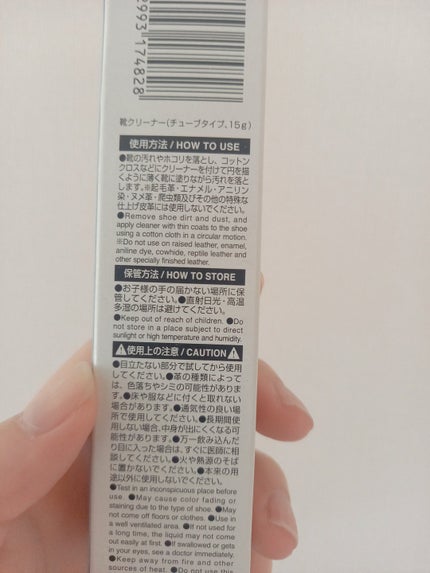 2993 174828
靴クリーナー(チューブタイプ、15g)
使用方法 / HOW TO USE
●靴の汚れやホコリを落とし、コットン
クロスなどにクリーナーを付けて円を描
くように薄く靴に塗りながら汚れを落と
します。※起毛革・エナメル・アニリン
染・ヌメ革・爬虫類及びその他の特殊な
仕上げ皮革には使用しないでください。
●Remove shoe dirt and dust, and
apply cleaner with thin coats to the shoe
using a cotton cloth in a circular motion.
※Do not use on raised leather, enamel,
aniline dye, cowhide, reptile leather and
other specially finished leather.
保管方法 / HOW TO STORE
●お子様の手の届かない場所に保
管してください。●直射日光・高温
多湿の場所は避けてください。
●Keep out of reach of children. ●Do
not store in a place subject to direct
sunlight or high temperature and humidity.
使用上の注意 / CAUTION
●目立たない部分で試してから使用
してください。●革の種類によって
は、色落ちやシミの可能性がありま
す。●床や服などに付くと取れない
場合があります。●通気性の良い場
所で使用してください。●長期間使
用しない場合、中身が出にくくなる可
能性があります。●万一飲み込んだ
り目に入った場合は、すぐに医師に相
談してください。●火や熱源のそば
に置かないでください。●本来の用
途以外に使用しないでください。
●Test in an inconspicuous place before
use. ●May cause color fading or
staining due to the type of shoe. ●May
not come off floors or clothes. ●Use in
a well ventilated area. ●If not used for
a long time, the liquid may not come
out easily at first. ●If swallowed or gets
in your eyes, see a doctor immediately.
●Keep away from fire and other
sources of heat. ●Do not use this